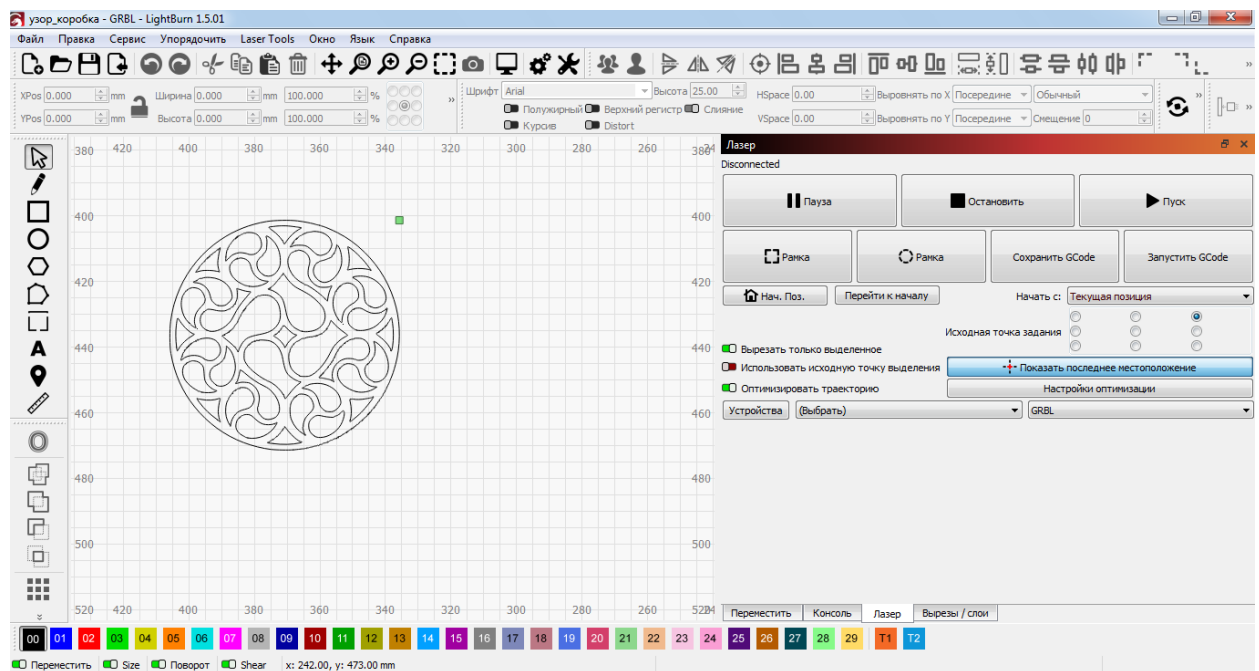 узор_коробка - GRBL - LightBurn 1.5.01
Файл Правка Сервис Упорядочить Laser Tools Окно Язык Справка
XPos 0.000 mm Ширина 0.000 mm 100.000 % Шрифт Arial Высота 25.00 HSpace 0.00 Выровнять по X Посередине Обычный
Полужирный Верхний регистр Слияние
YPos 0.000 mm Высота 0.000 mm 100.000 % VSpace 0.00 Выровнять по Y Посередине Смещение 0
Курсив Distort
380 420 400 380 360 340 320 300 280 260
Лазер
Disconnected
Пауза Остановить Пуск
400 400
Рамка Рамка Сохранить GCode Запустить GCode
420 420
Нач. Поз. Перейти к началу Начать с: Текущая позиция
Исходная точка задания
440 440
Вырезать только выделенное
Использовать исходную точку выделения Показать последнее местоположение
Оптимизировать траекторию Настройки оптимизации
460 460
Устройства (Выбрать) GRBL
480 480
500 500
520 420 400 380 360 340 320 300 280 260
Переместить Консоль Лазер Вырезы / слои
00 01 02 03 04 05 06 07 08 09 10 11 12 13 14 15 16 17 18 19 20 21 22 23 24 25 26 27 28 29 T1 T2
Переместить Size Поворот Shear x: 242.00, y: 473.00 mm